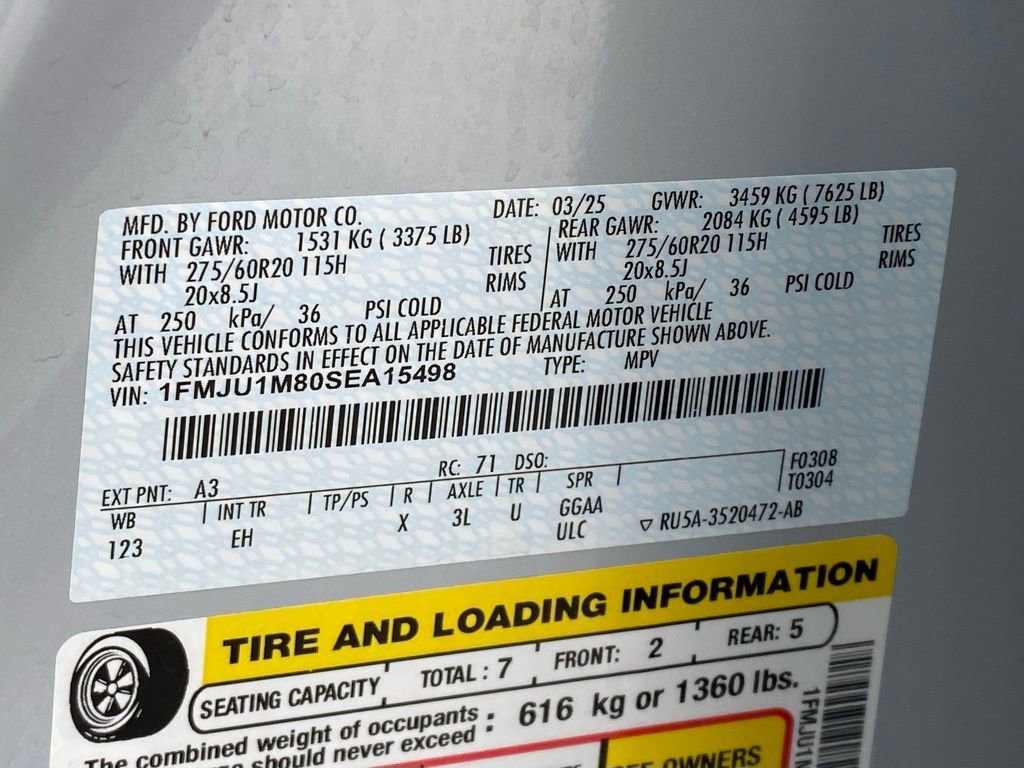 MFD. BY FORD MOTOR CO. DATE: 03/25 GVWR: 3459 KG ( 7625 LB)
FRONT GAWR: 1531 KG ( 3375 LB) REAR GAWR: 2084 KG ( 4595 LB)
WITH 275/60R20 115H TIRES WITH 275/60R20 115H TIRES
20x8.5J RIMS 20x8.5J RIMS
AT 250 kPa/ 36 PSI COLD AT 250 kPa/ 36 PSI COLD
THIS VEHICLE CONFORMS TO ALL APPLICABLE FEDERAL MOTOR VEHICLE
SAFETY STANDARDS IN EFFECT ON THE DATE OF MANUFACTURE SHOWN ABOVE.
VIN: 1FMJU1M80SEA15498 TYPE: MPV
EXT PNT: A3 RC: 71 DSO: F0308
WB INT TR TP/PS R AXLE TR SPR T0304
123 EH X 3L U GGAA
ULC ▽ RU5A-3520472-AB
TIRE AND LOADING INFORMATION
SEATING CAPACITY TOTAL : 7 FRONT: 2 REAR: 5
The combined weight of occupants : 616 kg or 1360 lbs.
should never exceed
OWNERS
1FMJU1